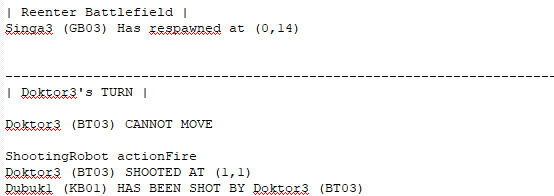 | Reenter Battlefield |
Singa3 (GB03) Has respawned at (0,14)
--------------------------------------------------------------------------
| Doktor3's TURN |
Doktor3 (BT03) CANNOT MOVE
ShootingRobot actionFire
Doktor3 (BT03) SHOOTED AT (1,1)
Dubuk1 (KB01) HAS BEEN SHOT BY Doktor3 (BT03)